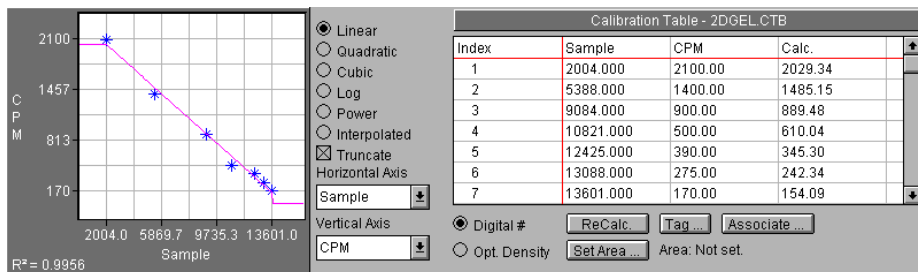 2100
1457
813
170
CPM
2004.0 5869.7 9735.3 13601.0
Sample
R² = 0.9956
Linear
Quadratic
Cubic
Log
Power
Interpolated
Truncate
Horizontal Axis
Sample
Vertical Axis
CPM
Calibration Table - 2DGEL.CTB
Index Sample CPM Calc.
1 2004.000 2100.00 2029.34
2 5388.000 1400.00 1485.15
3 9084.000 900.00 889.48
4 10821.000 500.00 610.04
5 12425.000 390.00 345.30
6 13088.000 275.00 242.34
7 13601.000 170.00 154.09
Digital # ReCalc. Tag ... Associate ...
Opt. Density Set Area ... Area: Not set.